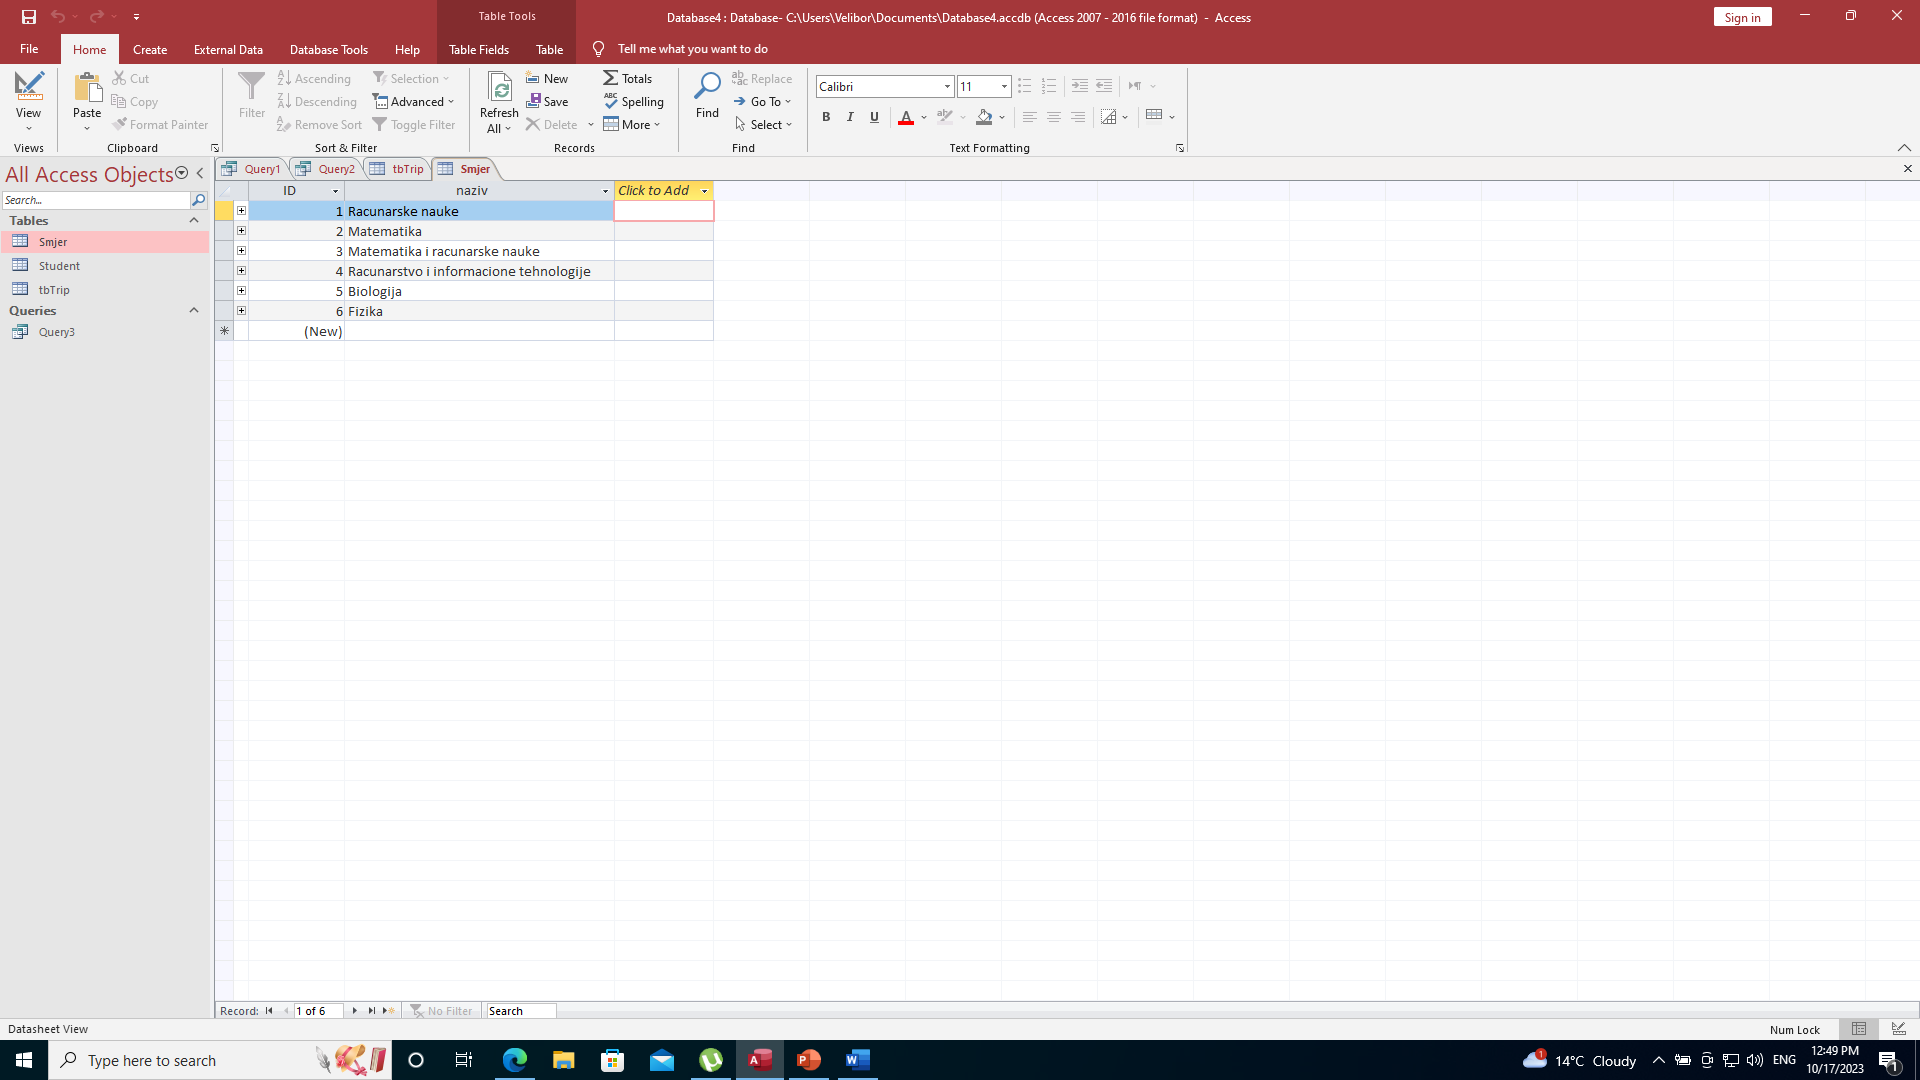 Table Tools
Database4 : Database- C:\Users\Velibor\Documents\Database4.accdb (Access 2007 - 2016 file format) - Access
Sign in
File Home Create External Data Database Tools Help Table Fields Table Tell me what you want to do
View
Views
Paste
Cut
Copy
Format Painter
Clipboard
Filter
Ascending
Descending
Remove Sort
Selection
Advanced
Toggle Filter
Sort & Filter
Refresh
All
New
Save
Delete
Totals
Spelling
More
Records
Find
Replace
Go To
Select
Find
Calibri 11
B I U
Text Formatting
All Access Objects
Search...
Tables
Smjer
Student
tbTrip
Queries
Query3
Query1 Query2 tbTrip Smjer
ID naziv Click to Add
1 Racunarske nauke
2 Matematika
3 Matematika i racunarske nauke
4 Racunarstvo i informacione tehnologije
5 Biologija
6 Fizika
(New)
Record: 1 of 6 No Filter Search
Datasheet View
Num Lock
Type here to search
14°C Cloudy
ENG
12:49 PM
10/17/2023